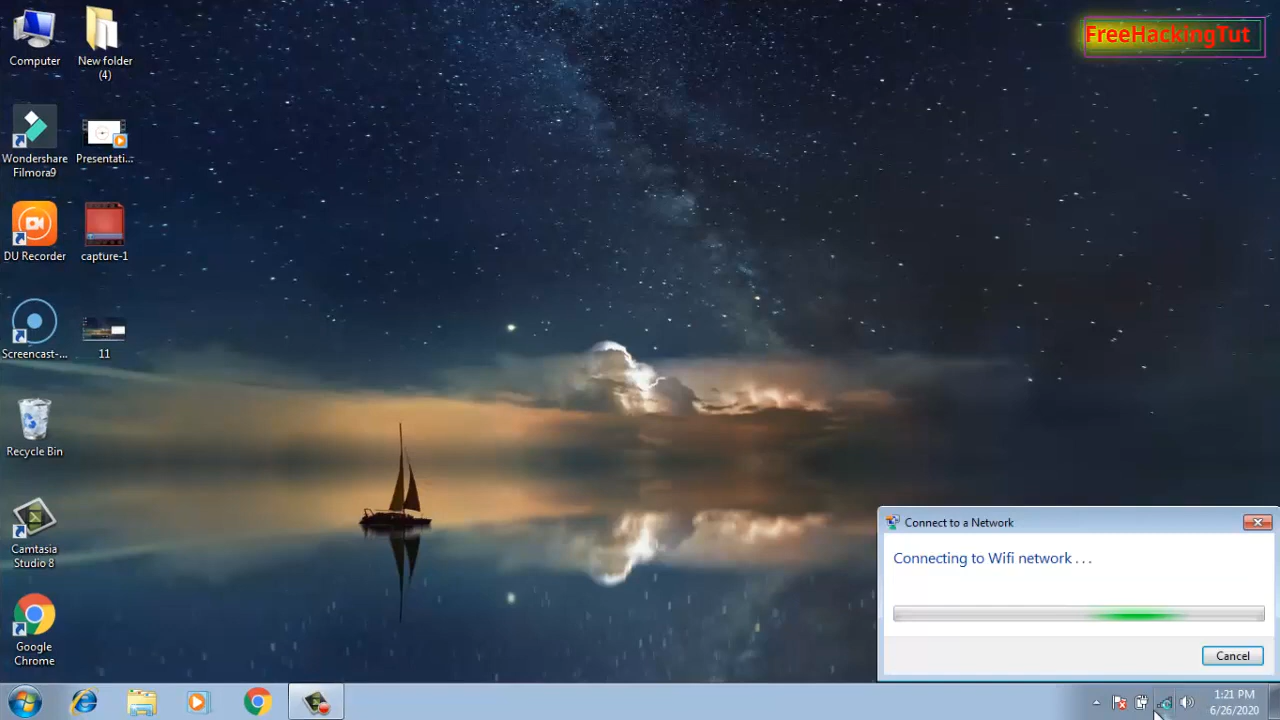 Computer
New folder
(4)
FreeHackingTut
Wondershare
Filmora9
Presentati...
DU Recorder
capture-1
Screencast-...
11
Recycle Bin
Camtasia
Studio 8
Google
Chrome
Connect to a Network
Connecting to Wifi network . . .
Cancel
1:21 PM
6/26/2020